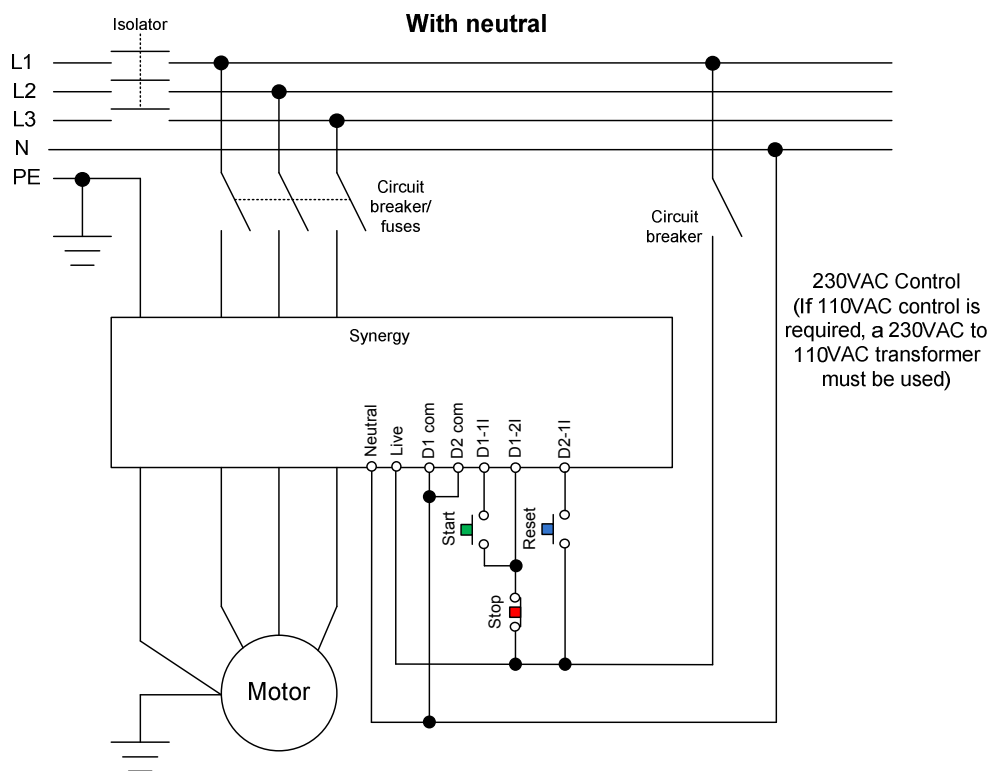 With neutral
Isolator
L1
L2
L3
N
PE
Circuit
breaker/
fuses
Circuit
breaker
230VAC Control
(If 110VAC control is
required, a 230VAC to
110VAC transformer
must be used)
Synergy
Neutral
Live
D1 com
D2 com
D1-1I
D1-2I
D2-1I
Start
Reset
Stop
Motor